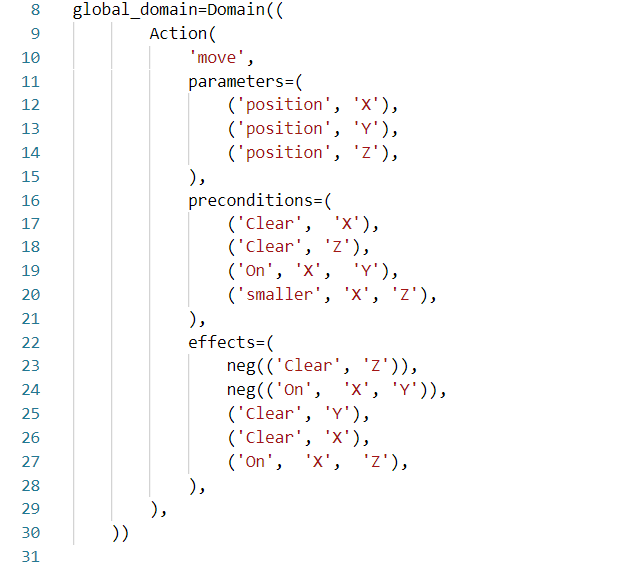 8 global_domain=Domain((
9 Action(
10 'move',
11 parameters=(
12 ('position', 'X'),
13 ('position', 'Y'),
14 ('position', 'Z'),
15 ),
16 preconditions=(
17 ('Clear',  'X'),
18 ('Clear', 'Z'),
19 ('On', 'X',  'Y'),
20 ('smaller', 'X', 'Z'),
21 ),
22 effects=(
23 neg(('Clear', 'Z')),
24 neg(('On',  'X', 'Y')),
25 ('Clear', 'Y'),
26 ('Clear', 'X'),
27 ('On',  'X',  'Z'),
28 ),
29 ),
30 ))
31